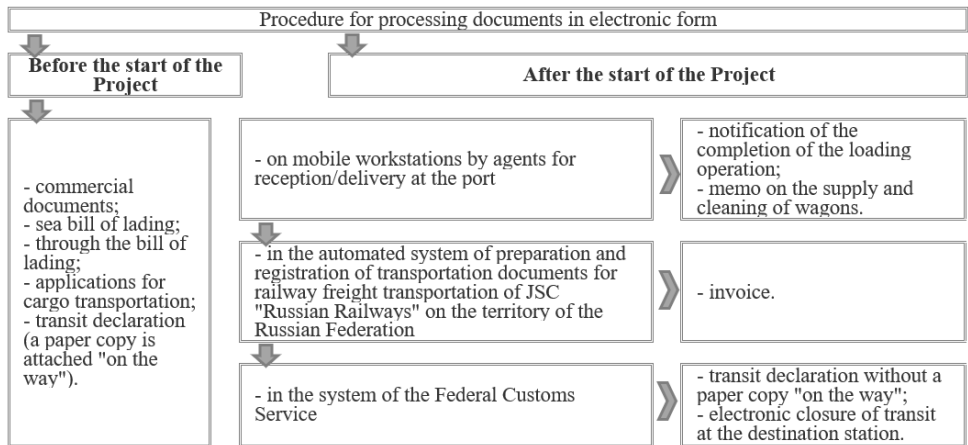 Procedure for processing documents in electronic form
Before the start of the
Project
After the start of the Project
- commercial
documents;
- sea bill of lading;
- through the bill of
lading;
- applications for
cargo transportation;
- transit declaration
(a paper copy is
attached "on the
way").
- on mobile workstations by agents for
reception/delivery at the port
- notification of the
completion of the loading
operation;
- memo on the supply and
cleaning of wagons.
- in the automated system of preparation and
registration of transportation documents for
railway freight transportation of JSC
"Russian Railways" on the territory of the
Russian Federation
- invoice.
- in the system of the Federal Customs
Service
- transit declaration without a
paper copy "on the way";
- electronic closure of transit
at the destination station.